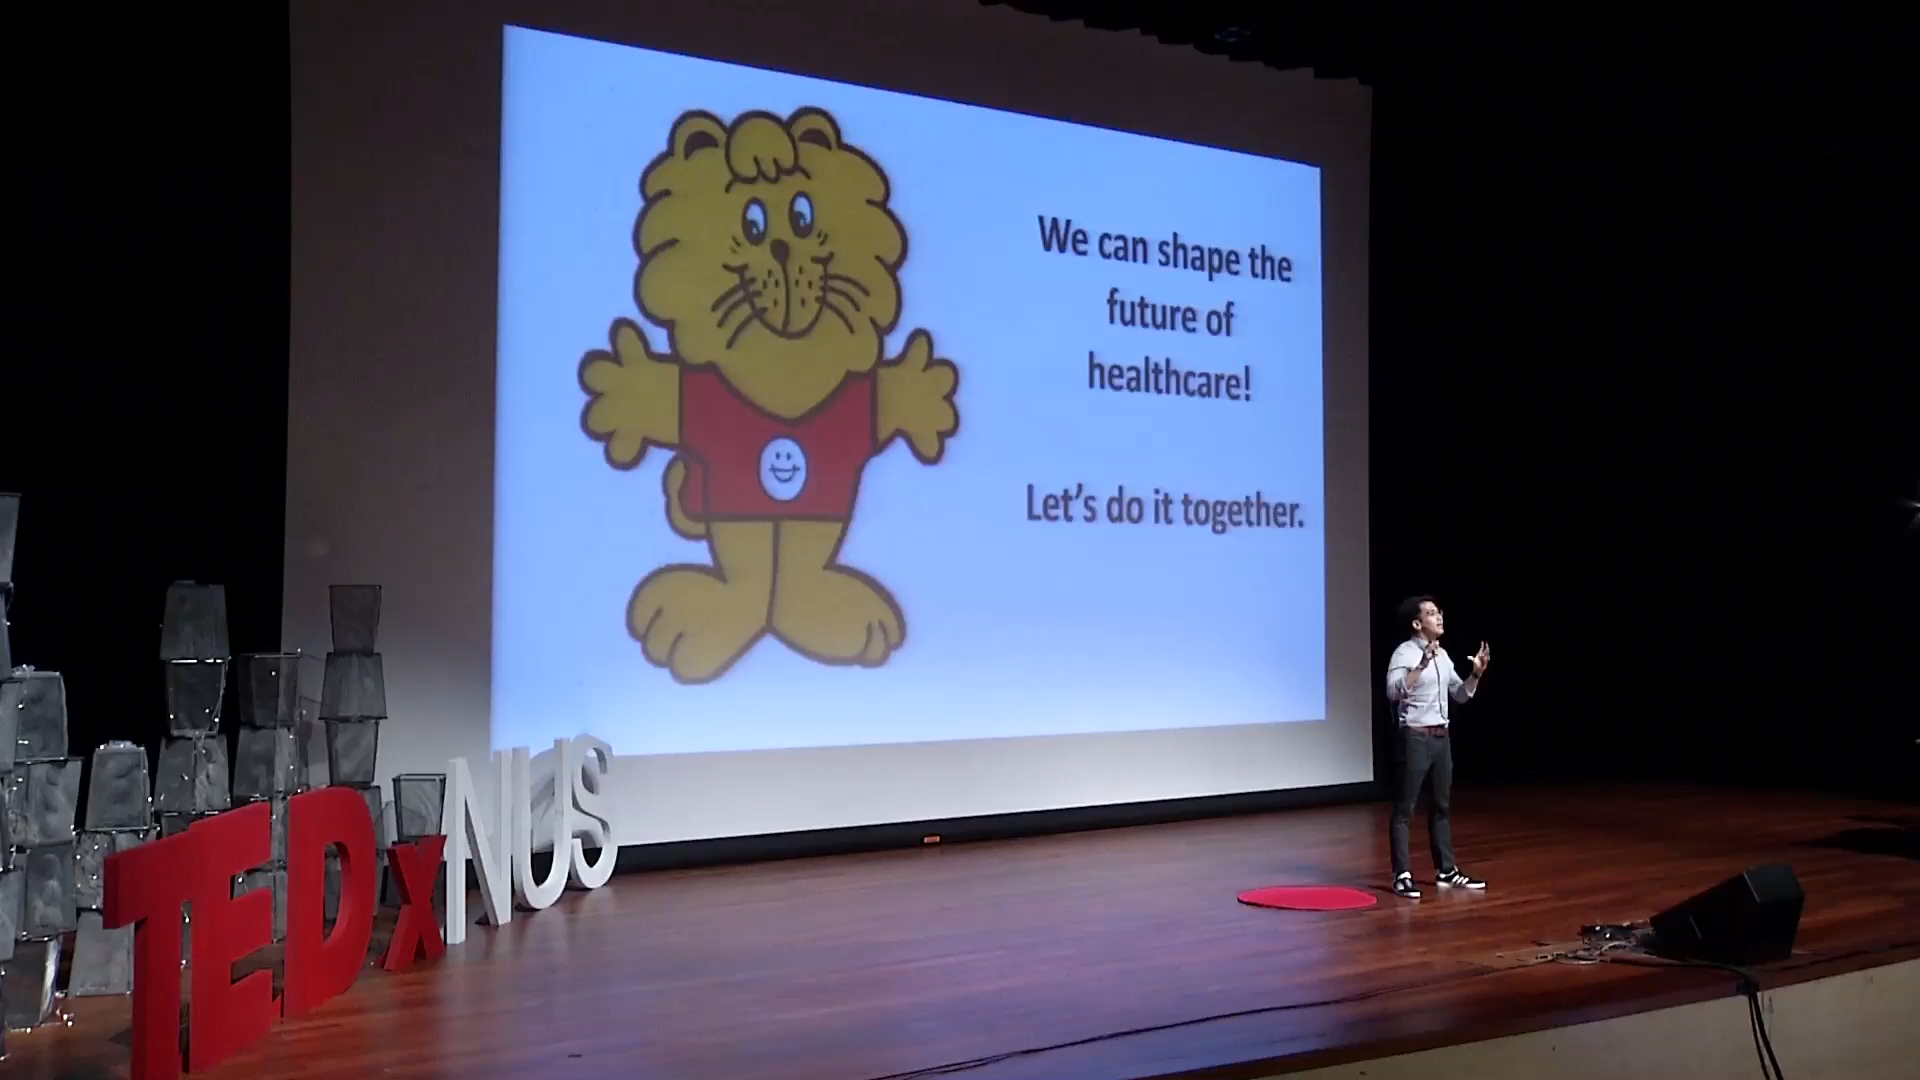 We can shape the
future of
healthcare!
Let's do it together.
TEDxNUS